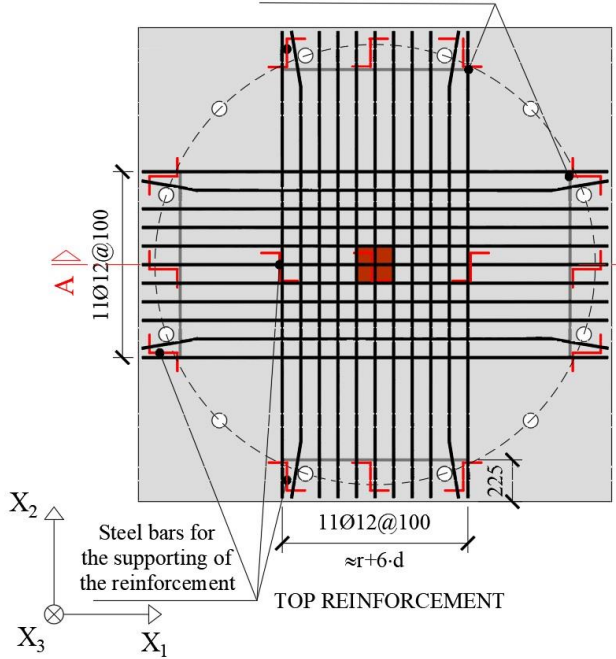 A
11Ø12@100
225
11Ø12@100
≈r+6·d
X2
Steel bars for
the supporting of
the reinforcement
TOP REINFORCEMENT
X3
X1